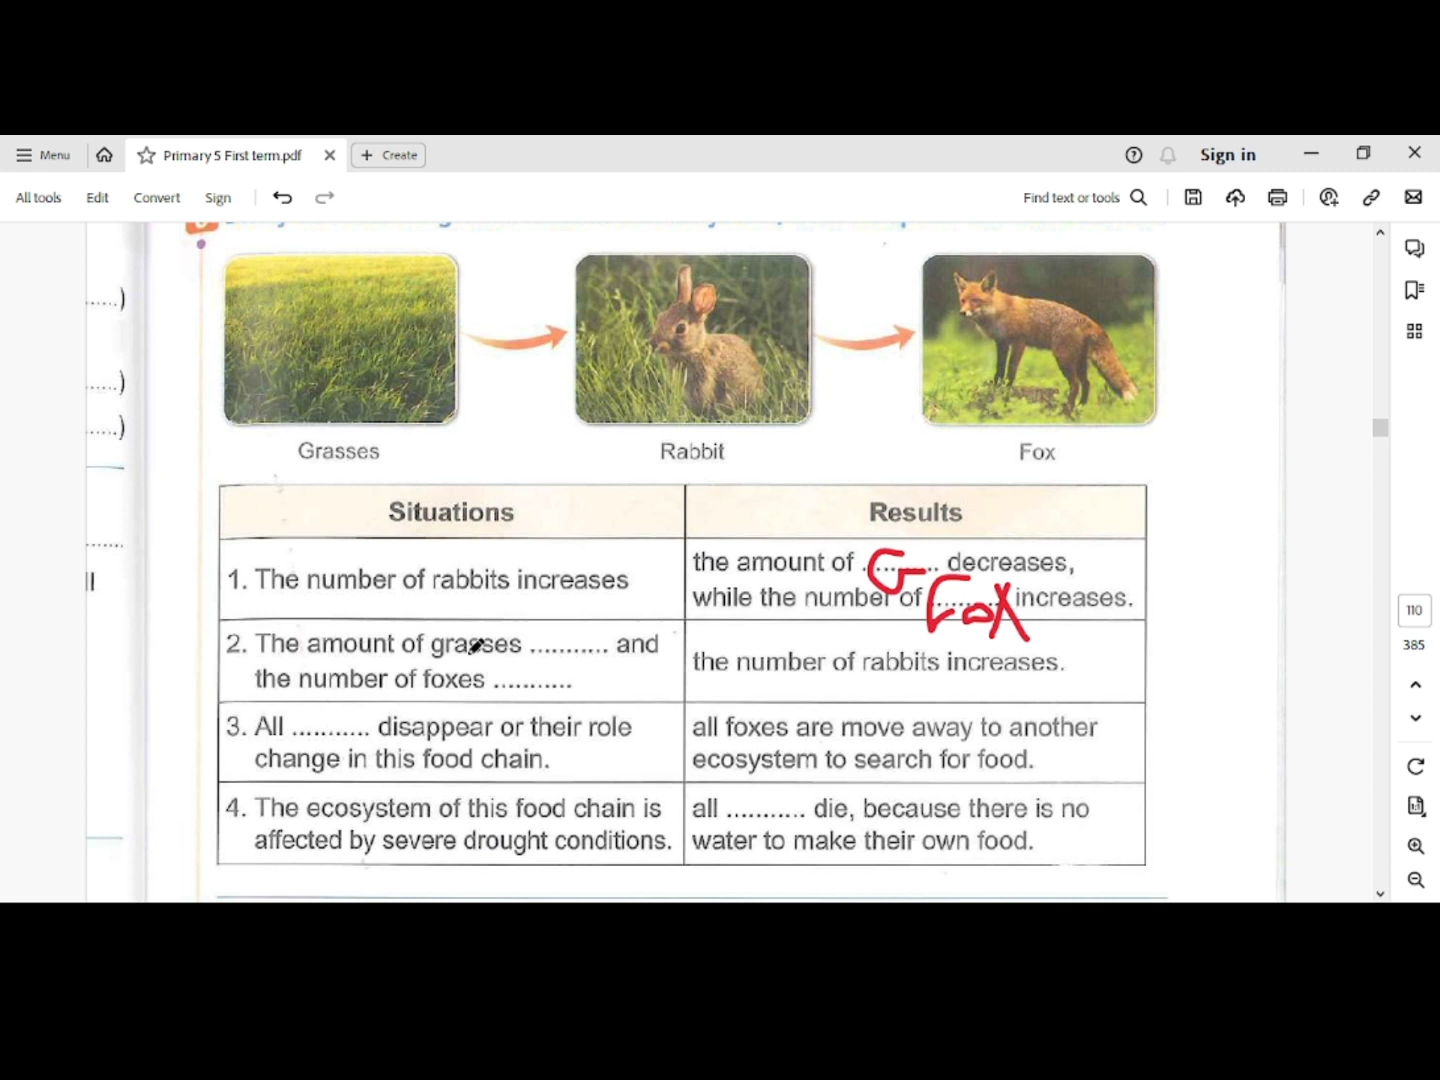 Menu
Primary 5 First term.pdf
Create
Sign in
All tools
Edit
Convert
Sign
Find text or tools
......)
......)
......)
Grasses
Rabbit
Fox
Situations
Results
1. The number of rabbits increases
the amount of .......... decreases,
G
while the number of .......... increases.
Fox
2. The amount of grasses ........... and
the number of foxes ...........
the number of rabbits increases.
3. All ........... disappear or their role
change in this food chain.
all foxes are move away to another
ecosystem to search for food.
4. The ecosystem of this food chain is
affected by severe drought conditions.
all ........... die, because there is no
water to make their own food.
110
385